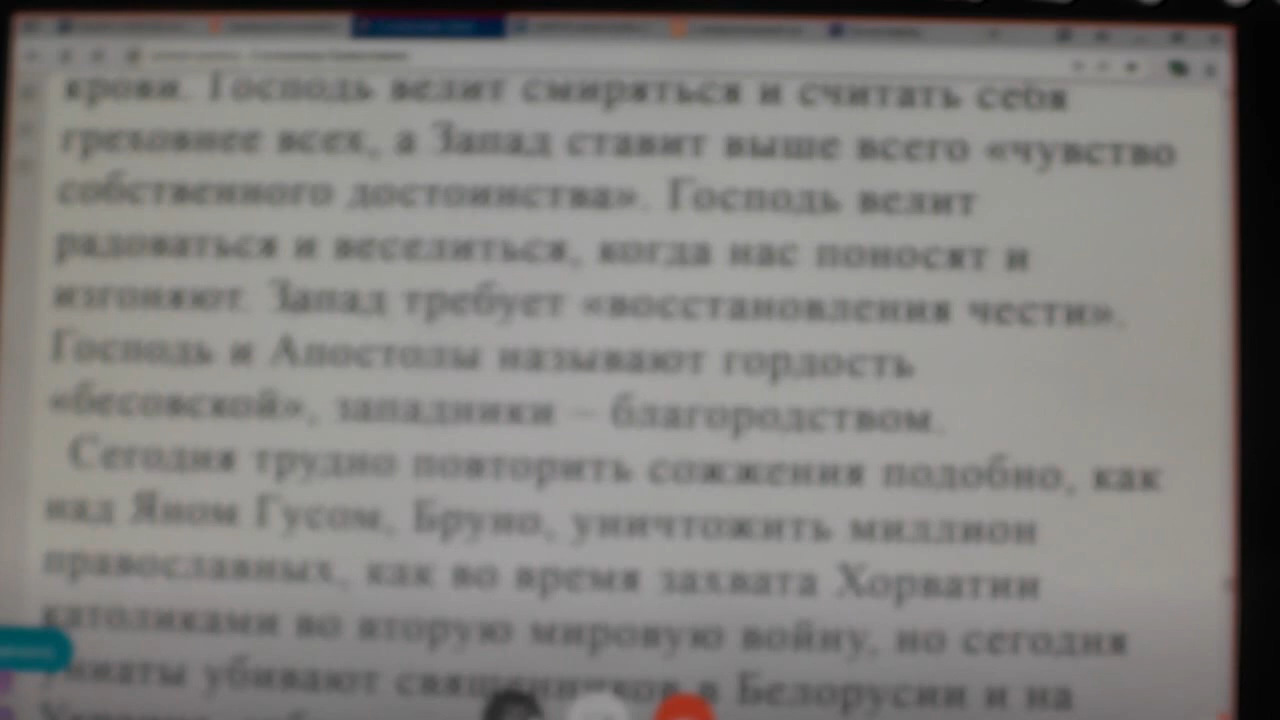 крови. Господь велит смиряться и считать себя
греховнее всех, а Запад ставит выше всего «чувство
собственного достоинства». Господь велит
радоваться и веселиться, когда нас поносят и
изгоняют. Запад требует «восстановления чести».
Господь и Апостолы называют гордость
«бесовской», западники – благородством.
Сегодня трудно повторить сожжения подобно, как
над Яном Гусом, Бруно, уничтожить миллион
православных, как во время захвата Хорватии
католиками во вторую мировую войну, но сегодня
униаты убивают священников в Белоруссии и на